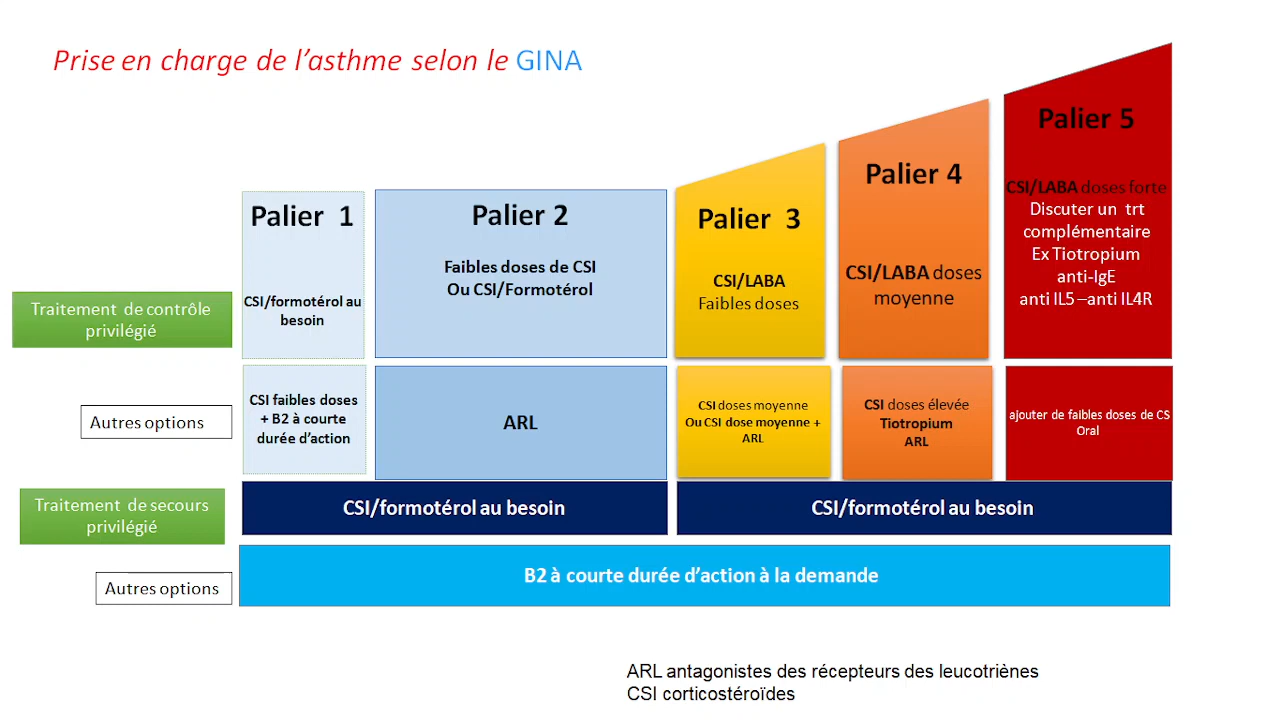 Prise en charge de l’asthme selon le GINA
Palier 1
CSI/formotérol au
besoin
Palier 2
Faibles doses de CSI
Ou CSI/Formotérol
Palier 3
CSI/LABA
Faibles doses
Palier 4
CSI/LABA doses
moyenne
Palier 5
CSI/LABA doses forte
Discuter un trt
complémentaire
Ex Tiotropium
anti-IgE
anti IL5 –anti IL4R
Traitement de contrôle
privilégié
Autres options
CSI faibles doses
+ B2 à courte
durée d’action
ARL
CSI doses moyenne
Ou CSI dose moyenne +
ARL
CSI doses élevée
Tiotropium
ARL
ajouter de faibles doses de CS
Oral
Traitement de secours
privilégié
CSI/formotérol au besoin
CSI/formotérol au besoin
Autres options
B2 à courte durée d’action à la demande
ARL antagonistes des récepteurs des leucotriènes
CSI corticostéroïdes